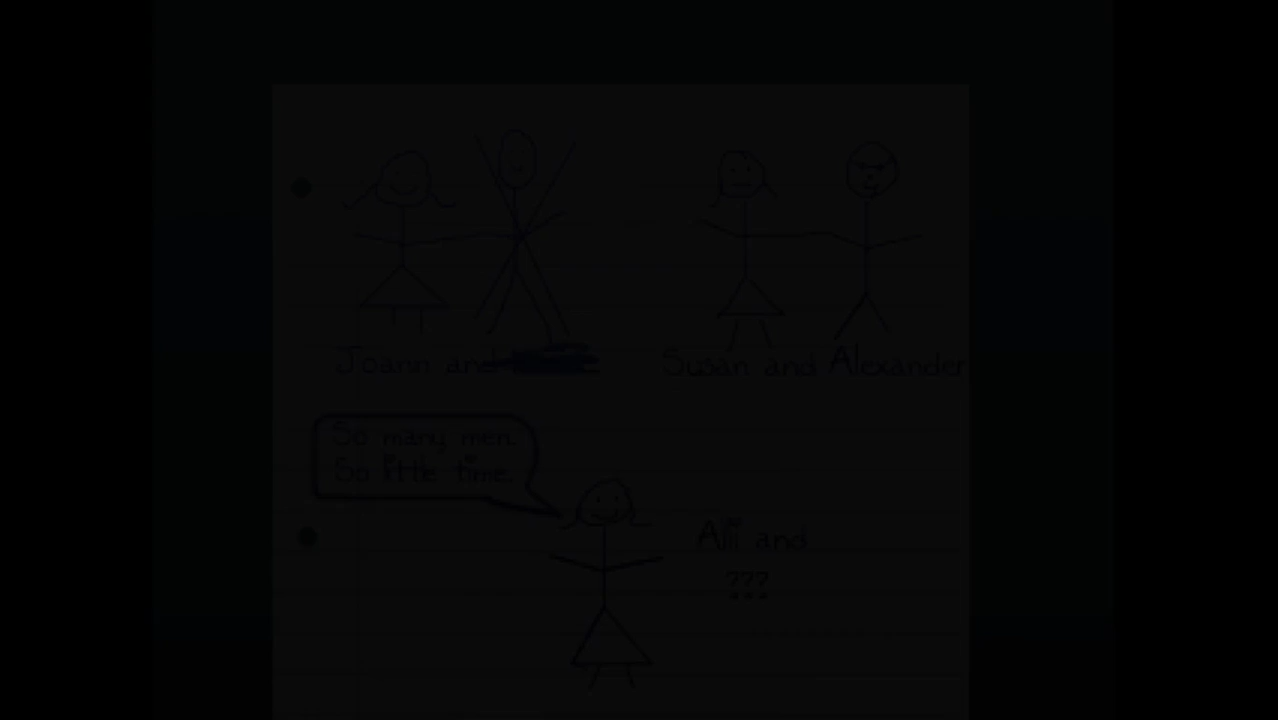 Joann and
Susan and Alexander
So many men.
So little time.
Alli and
???